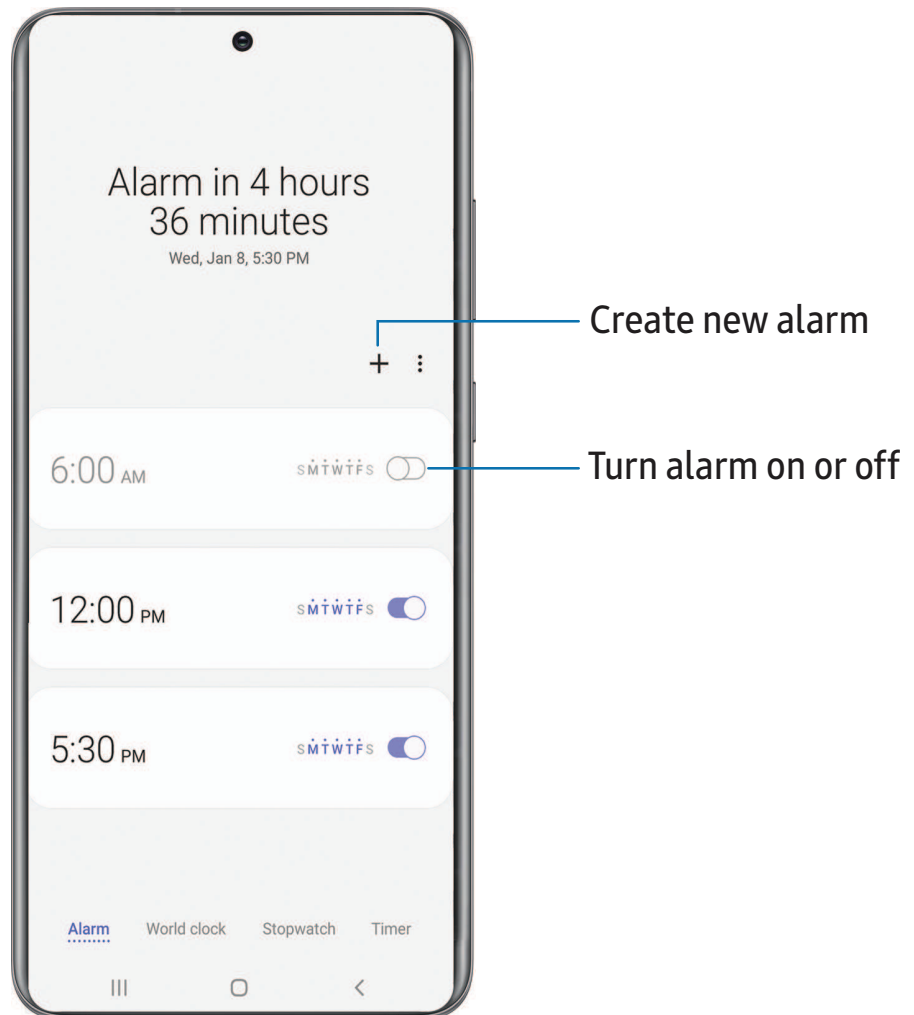 Alarm in 4 hours
36 minutes
Wed, Jan 8, 5:30 PM
Create new alarm
6:00 AM SMTWTFS
Turn alarm on or off
12:00 PM SMTWTFS
5:30 PM SMTWTFS
Alarm World clock Stopwatch Timer